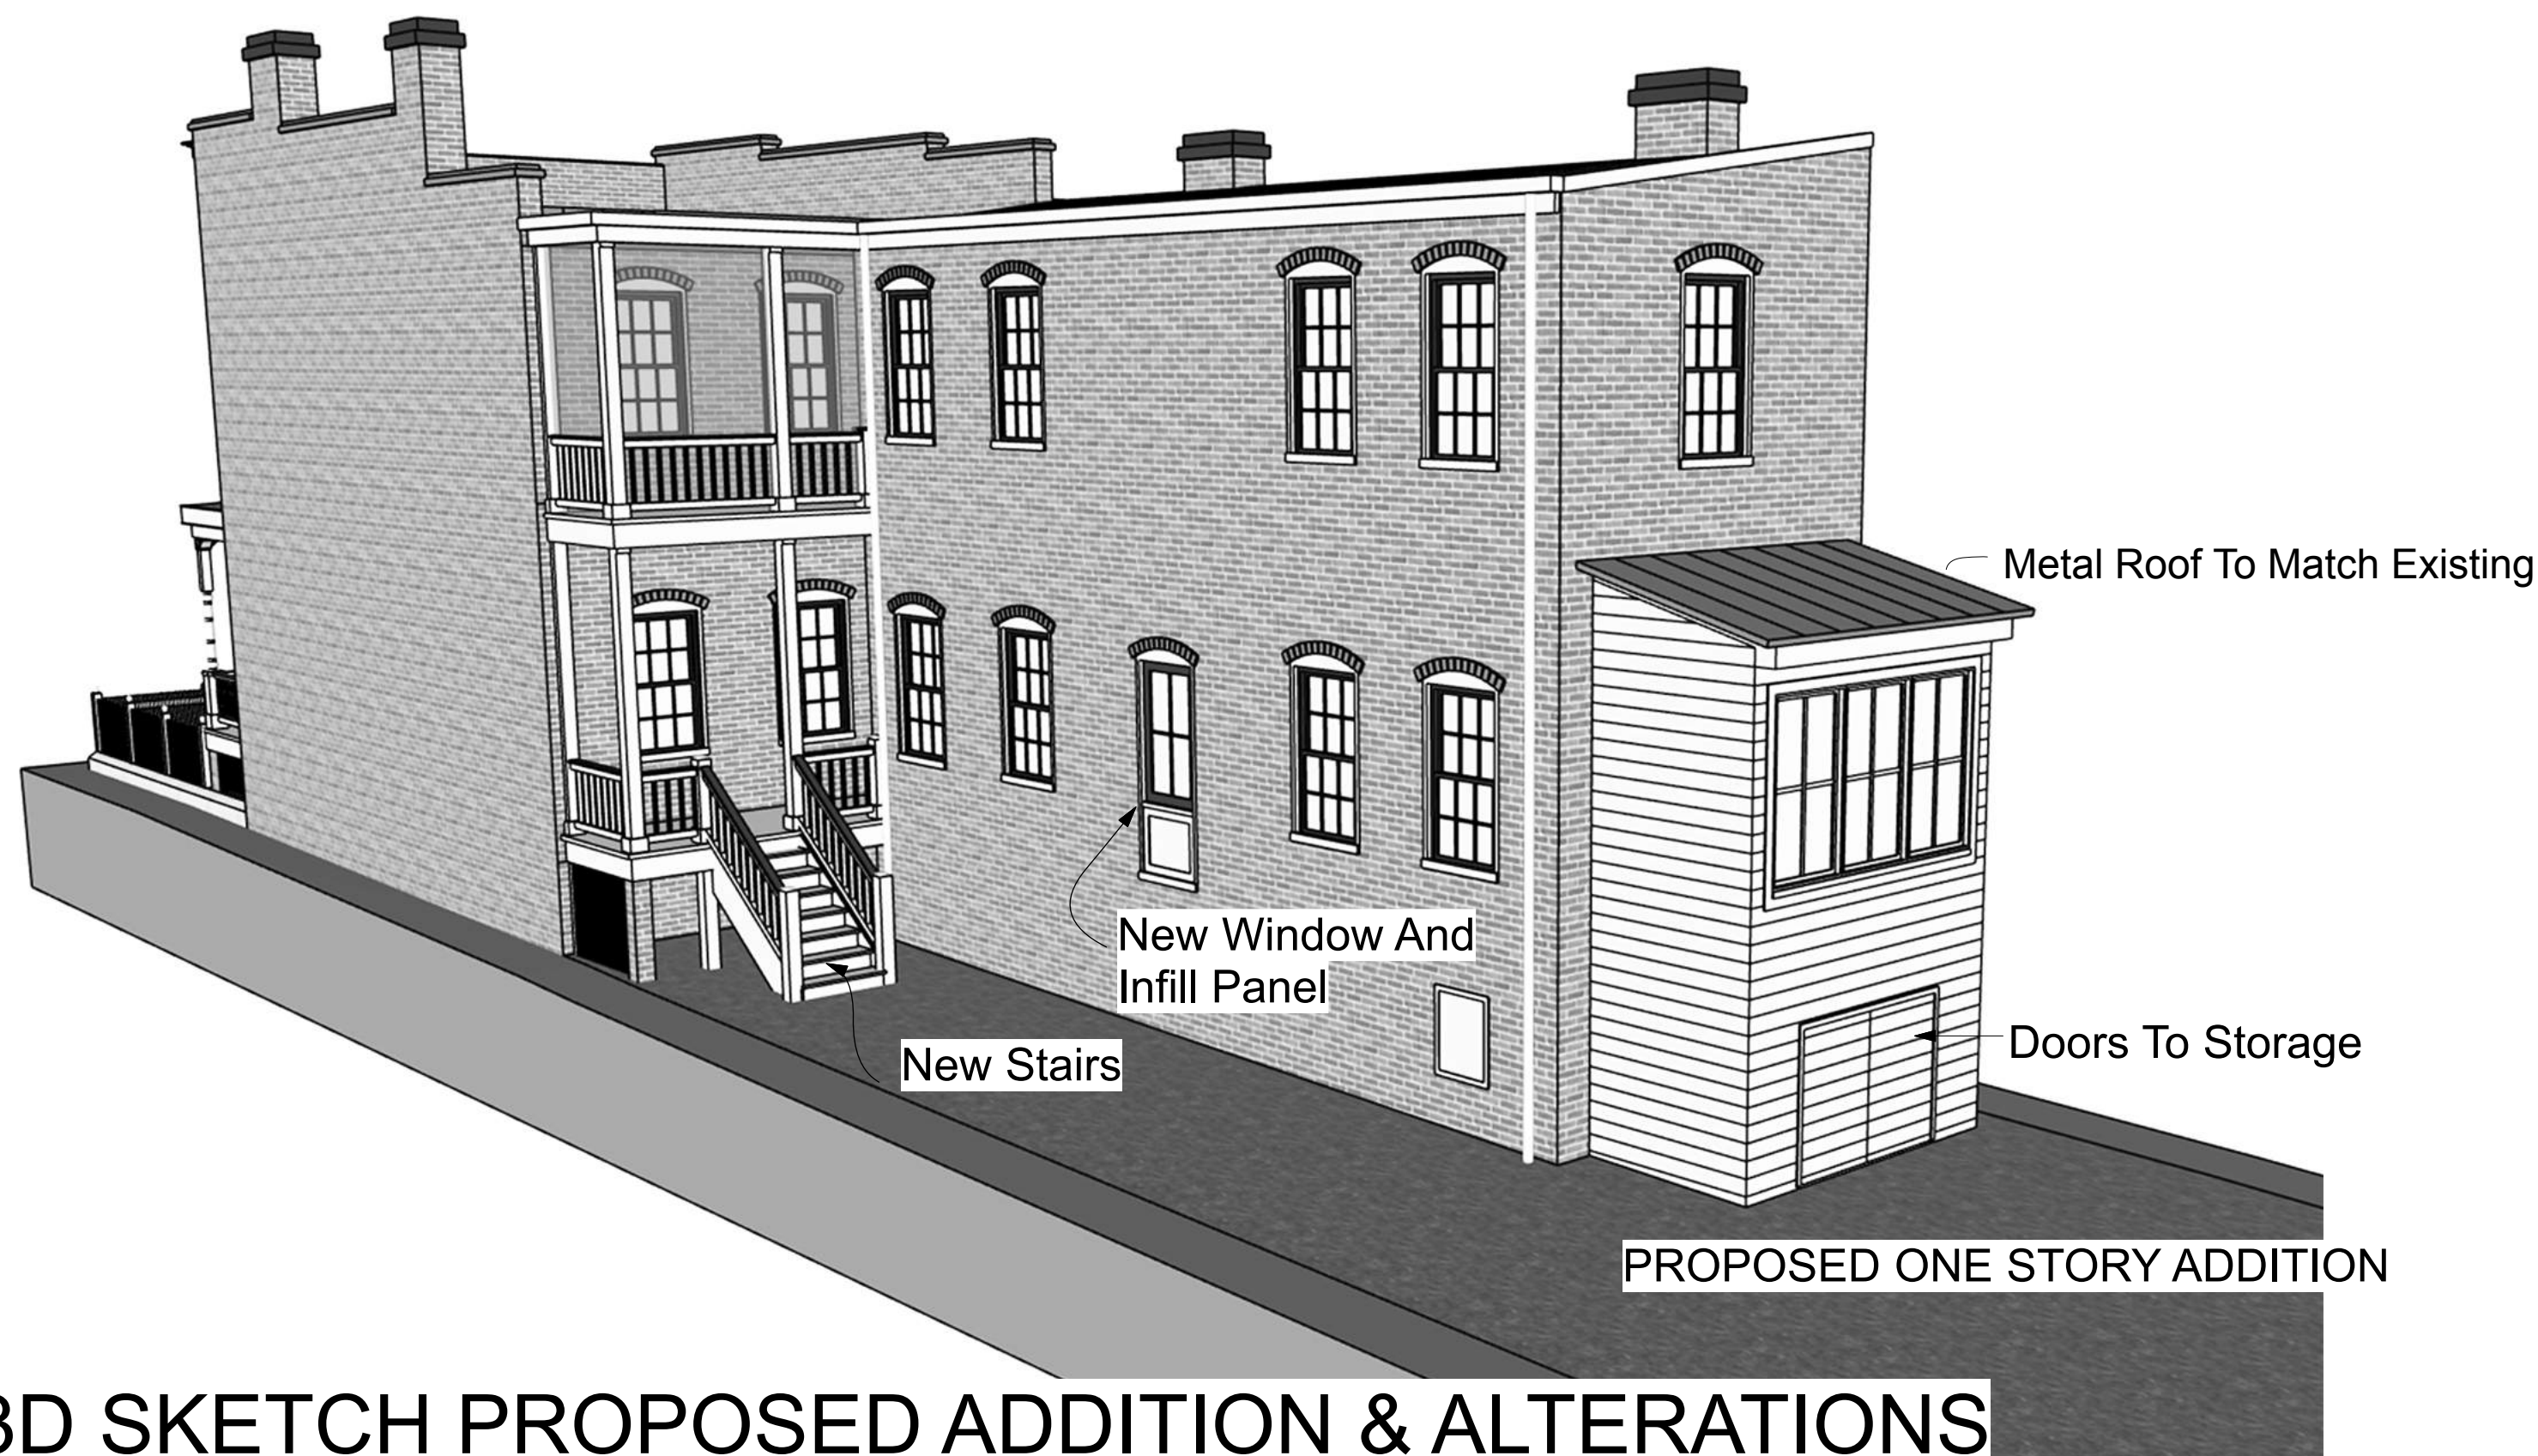 Metal Roof To Match Existing
New Window And
Infill Panel
New Stairs
Doors To Storage
PROPOSED ONE STORY ADDITION
3D SKETCH PROPOSED ADDITION & ALTERATIONS